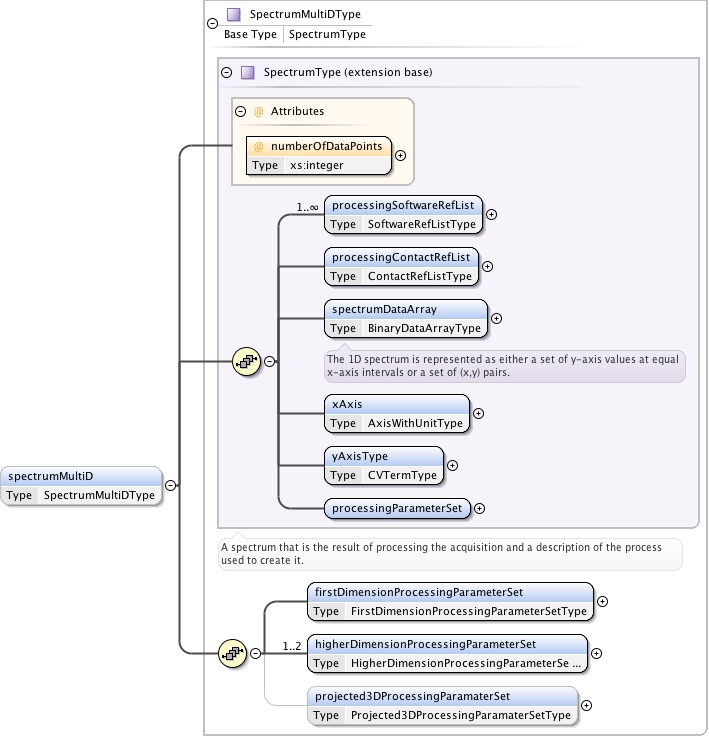 SpectrumMultiDType
Base Type SpectrumType
SpectrumType (extension base)
@ Attributes
@ numberOfDataPoints
Type xs:integer
1..∞
processingSoftwareRefList
Type SoftwareRefListType
processingContactRefList
Type ContactRefListType
spectrumDataArray
Type BinaryDataArrayType
The 1D spectrum is represented as either a set of y-axis values at equal
x-axis intervals or a set of (x,y) pairs.
xAxis
Type AxisWithUnitType
yAxisType
Type CVTermType
processingParameterSet
spectrumMultiD
Type SpectrumMultiDType
A spectrum that is the result of processing the acquisition and a description of the process
used to create it.
firstDimensionProcessingParameterSet
Type FirstDimensionProcessingParameterSetType
1..2
higherDimensionProcessingParameterSet
Type HigherDimensionProcessingParameterSe ...
projected3DProcessingParamaterSet
Type Projected3DProcessingParamaterSetType